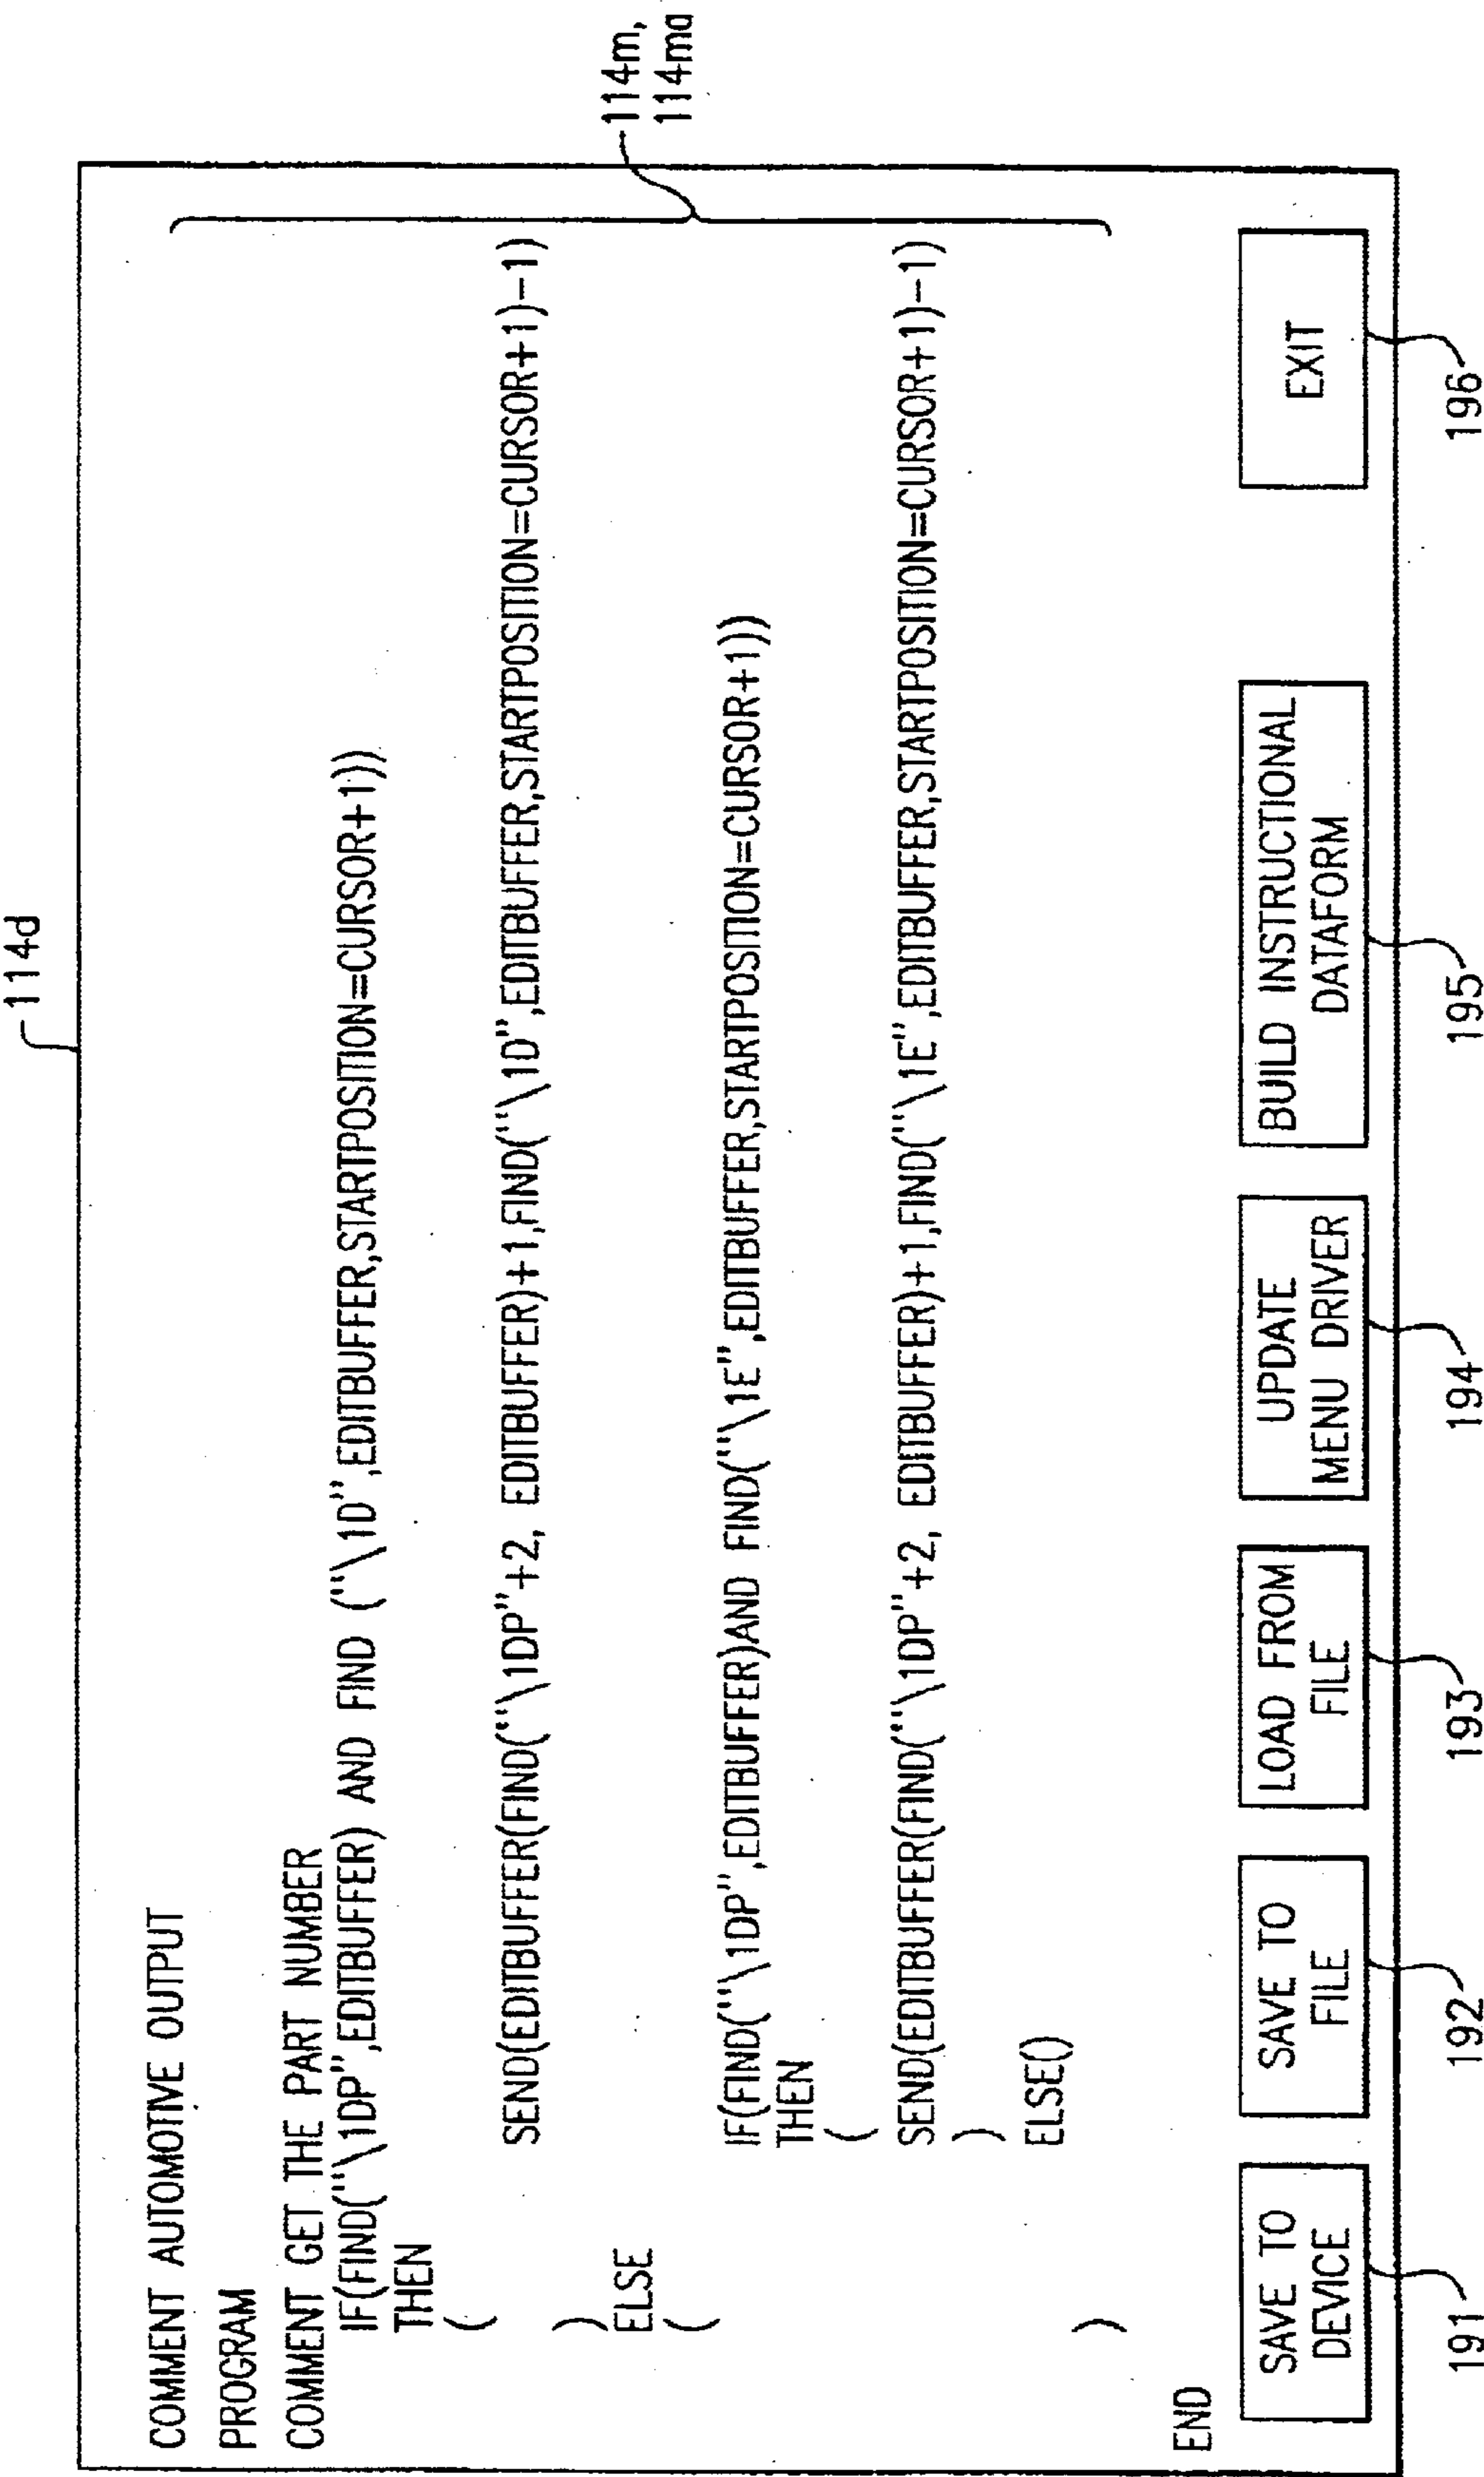 114d
COMMENT AUTOMOTIVE OUTPUT
PROGRAM
COMMENT GET THE PART NUMBER
IF(FIND("\1DP",EDITBUFFER) AND FIND ("\1D",EDITBUFFER,STARTPOSITION=CURSOR+1))
THEN
(
SEND(EDITBUFFER(FIND("\1DP"+2, EDITBUFFER)+1,FIND("\1D",EDITBUFFER,STARTPOSITION=CURSOR+1)-1)
)
ELSE
(
IF(FIND("\1DP",EDITBUFFER)AND FIND("\1E",EDITBUFFER,STARTPOSITION=CURSOR+1))
THEN
(
SEND(EDITBUFFER(FIND("\1DP"+2, EDITBUFFER)+1,FIND("\1E",EDITBUFFER,STARTPOSITION=CURSOR+1)-1)
)
ELSE()
)
END
114m,
114ma
SAVE TO
DEVICE
SAVE TO
FILE
LOAD FROM
FILE
UPDATE
MENU DRIVER
BUILD INSTRUCTIONAL
DATAFORM
EXIT
191
192
193
194
195
196